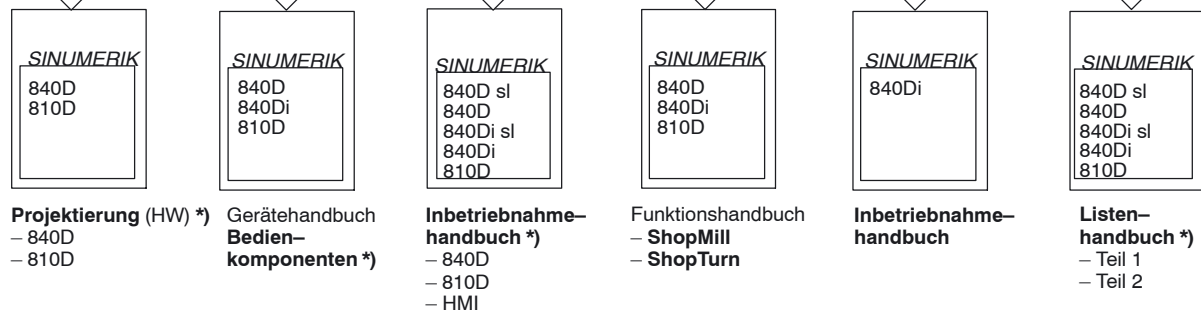 SINUMERIK
840D
810D
Projektierung (HW) *)
– 840D
– 810D
SINUMERIK
840D
840Di
810D
Gerätehandbuch
Bedien–
komponenten *)
SINUMERIK
840D sl
840D
840Di sl
840Di
810D
Inbetriebnahme–
handbuch *)
– 840D
– 810D
– HMI
SINUMERIK
840D
840Di
810D
Funktionshandbuch
– ShopMill
– ShopTurn
SINUMERIK
840Di
Inbetriebnahme–
handbuch
SINUMERIK
840D sl
840D
840Di sl
840Di
810D
Listen–
handbuch *)
– Teil 1
– Teil 2